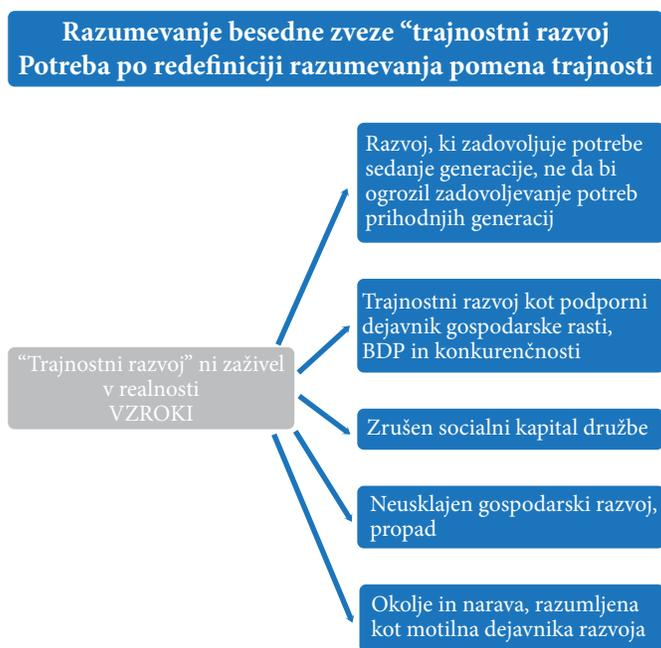 Razumevanje besedne zveze “trajnostni razvoj
Potreba po redefiniciji razumevanja pomena trajnosti
Razvoj, ki zadovoljuje potrebe
sedanje generacije, ne da bi
ogrozil zadovoljevanje potreb
prihodnjih generacij
Trajnostni razvoj kot podporni
dejavnik gospodarske rasti,
BDP in konkurenčnosti
“Trajnostni razvoj” ni zaživel
v realnosti
VZROKI
Zrušen socialni kapital družbe
Neusklajen gospodarski razvoj,
propad
Okolje in narava, razumljena
kot motilna dejavnika razvoja